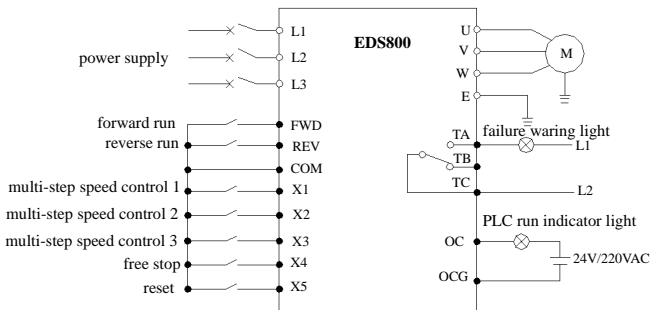 EDS800
L1
power supply
L2
L3
forward run
FWD
reverse run
REV
COM
multi-step speed control 1
X1
multi-step speed control 2
X2
multi-step speed control 3
X3
free stop
X4
reset
X5
U
V
M
W
E
TA
failure waring light
L1
TB
TC
L2
PLC run indicator light
OC
24V/220VAC
OCG